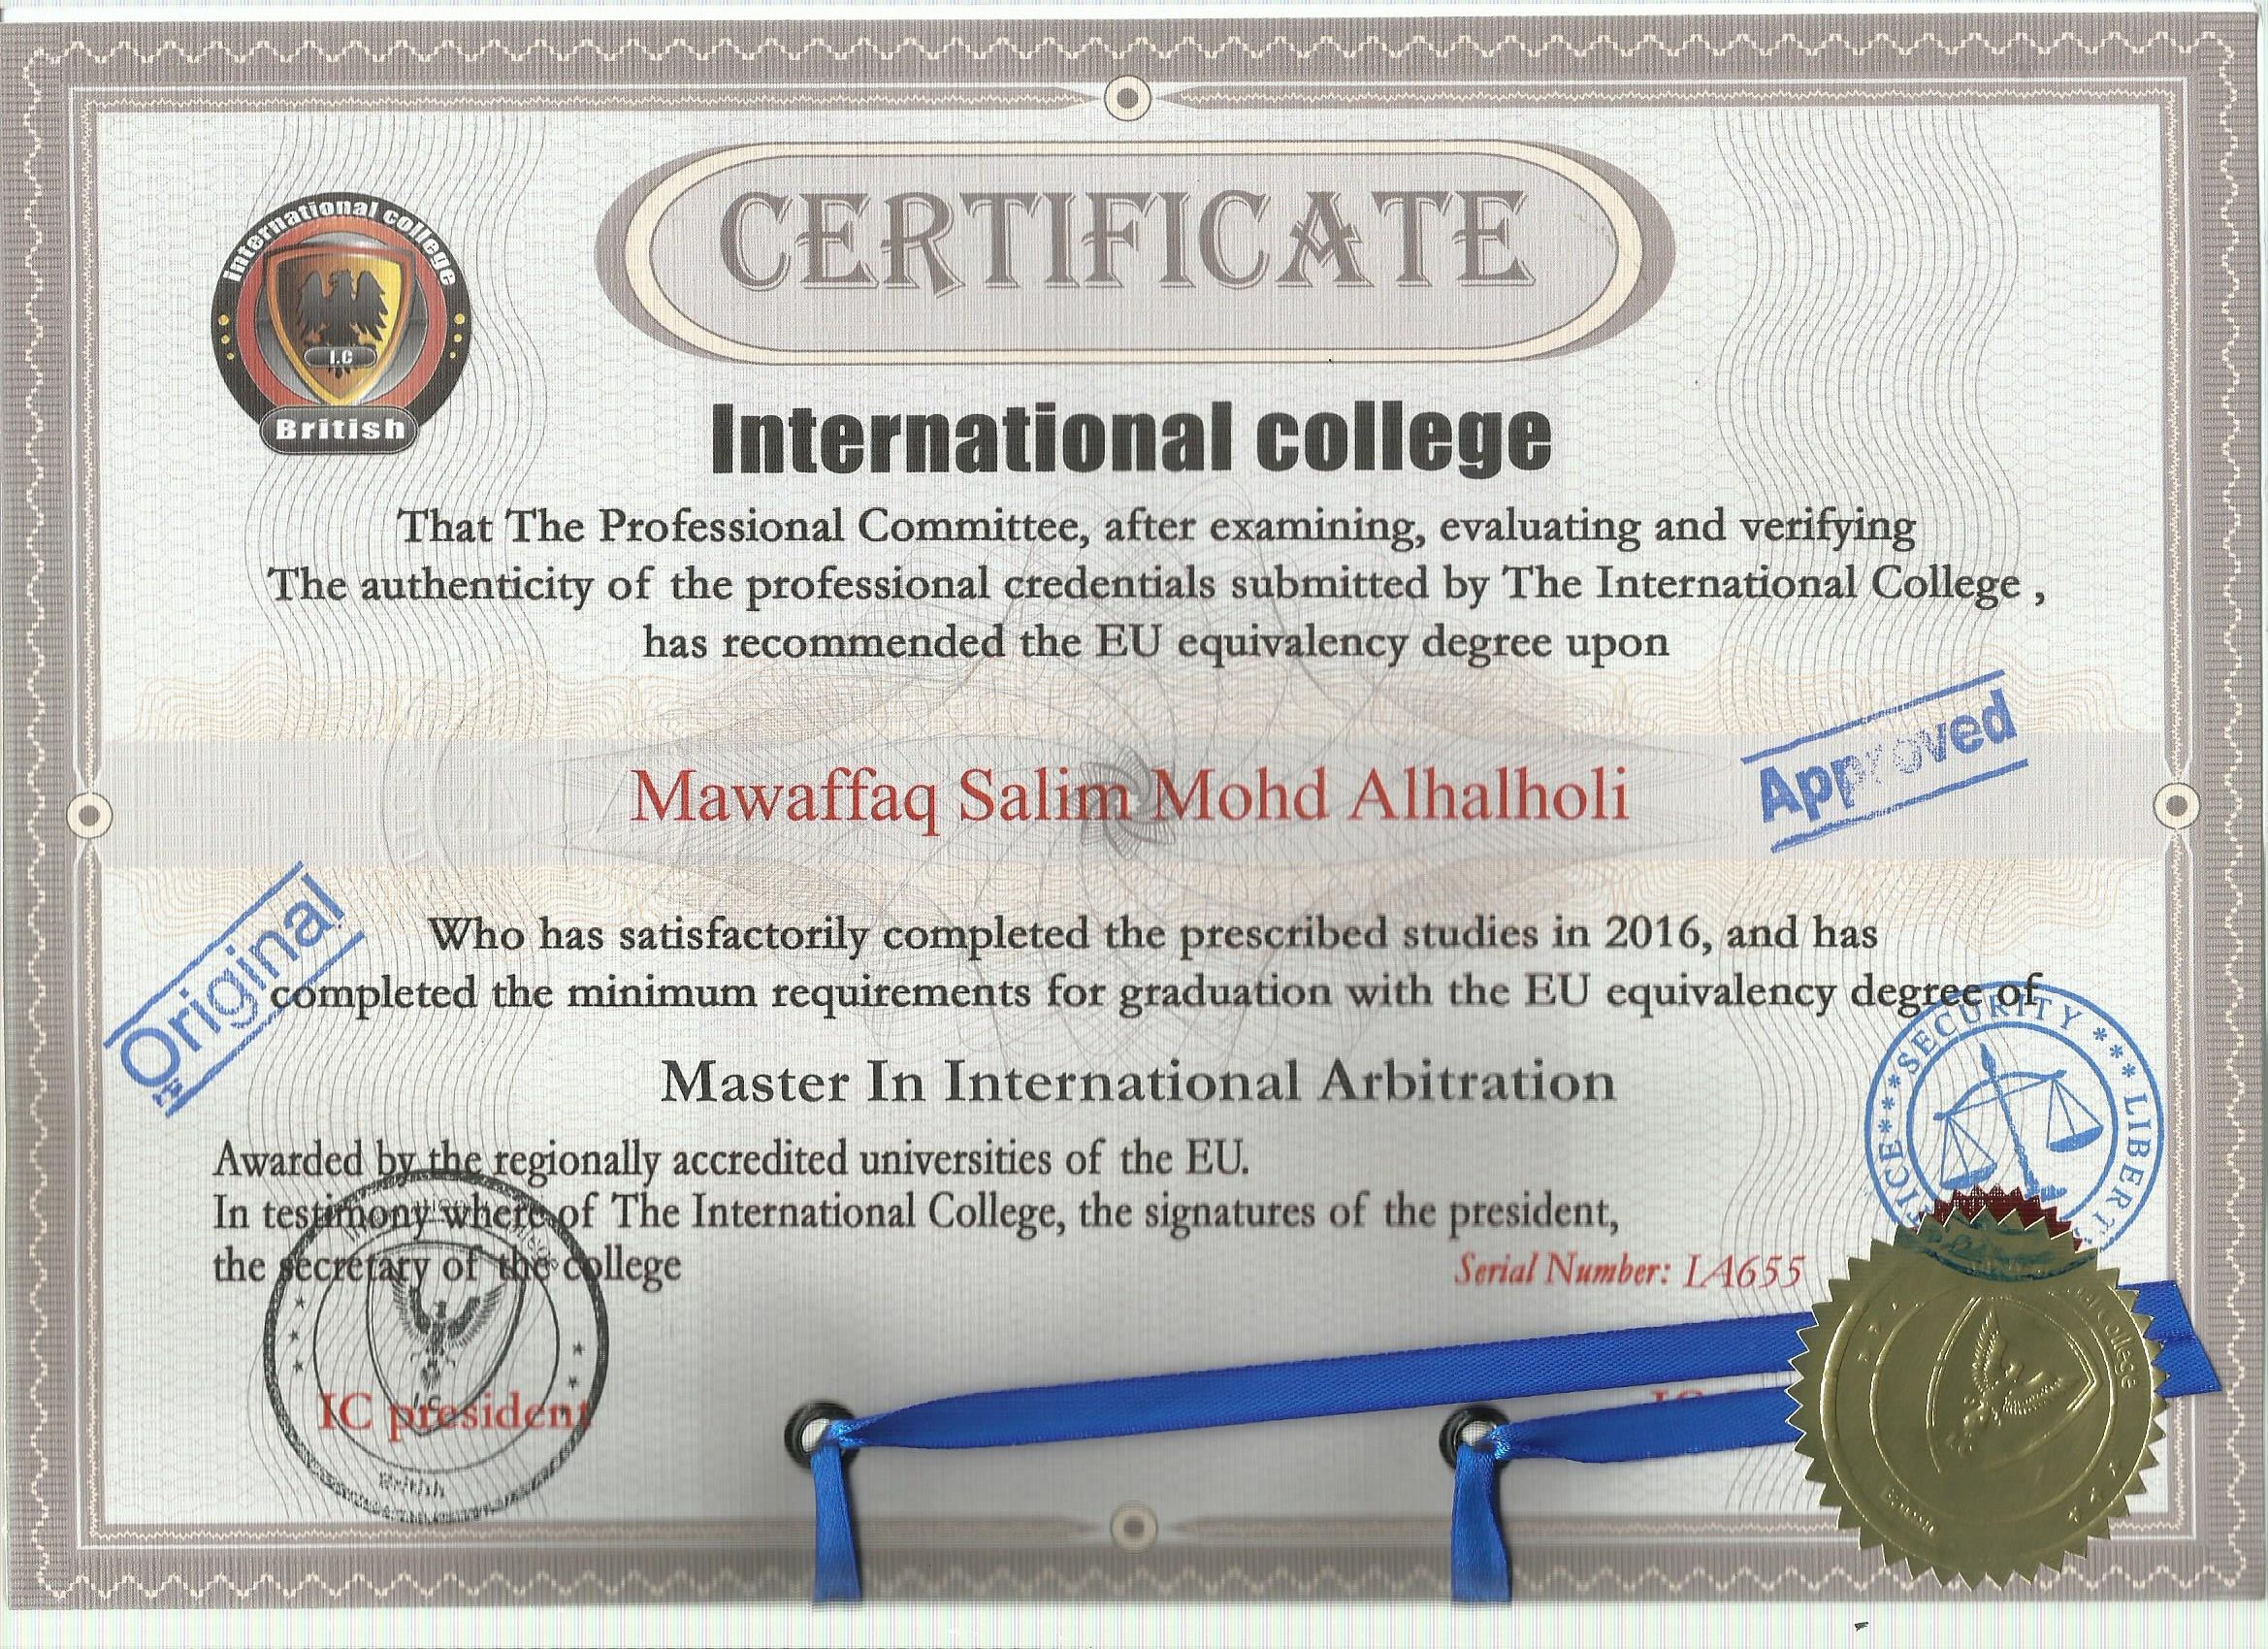 CERTIFICATE
International college
I.C
British
International college
That The Professional Committee, after examining, evaluating and verifying
The authenticity of the professional credentials submitted by The International College ,
has recommended the EU equivalency degree upon
Approved
Mawaffaq Salim Mohd Alhalholi
Original
Who has satisfactorily completed the prescribed studies in 2016, and has
completed the minimum requirements for graduation with the EU equivalency degree of
SECURITY *** LIBERT
Master In International Arbitration
Awarded by the regionally accredited universities of the EU.
In testimony where of The International College, the signatures of the president,
the secretary of the college
Serial Number: IA655
IC president
British
College